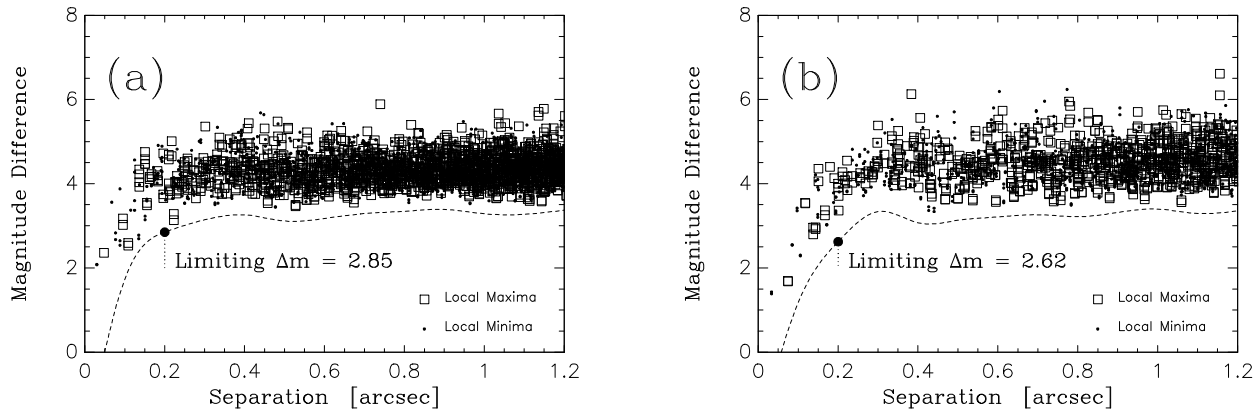 8
6
4
2
0
Magnitude Difference
(a)
Limiting Δm = 2.85
Local Maxima
Local Minima
0 0.2 0.4 0.6 0.8 1 1.2
Separation [arcsec]
8
6
4
2
0
Magnitude Difference
(b)
Limiting Δm = 2.62
Local Maxima
Local Minima
0 0.2 0.4 0.6 0.8 1 1.2
Separation [arcsec]